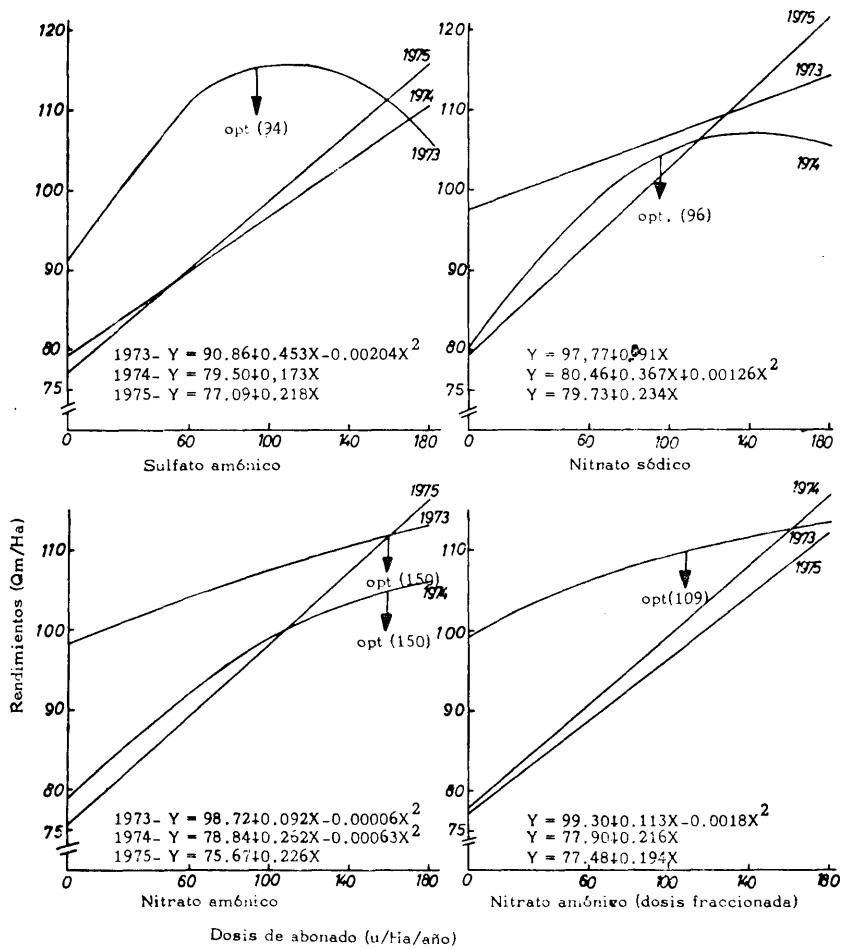 120
110
100
90
80
75
0
60
100
140
180
1975
1974
1973
opt (94)
1973- Y = 90.86+0.453X-0.00204X²
1974- Y = 79.50+0,173X
1975- Y = 77.09+0.218X
Sulfato amónico
120
110
100
90
80
75
0
60
100
140
180
1975
1973
1974
opt. (96)
Y = 97,77+0.91X
Y = 80.46+0.367X+0.00126X²
Y = 79.73+0.234X
Nitrato sódico
Rendimientos (Qm/Ha)
110
100
90
80
75
0
60
100
140
180
1975
1973
1974
opt (150)
opt (150)
1973- Y = 98.72+0.092X-0.00006X²
1974- Y = 78.84+0.262X-0.00063X²
1975- Y = 75.67+0.226X
Nitrato amónico
110
100
90
80
75
0
60
100
140
180
1974
1973
1975
opt(109)
Y = 99.30+0.113X-0.0018X²
Y = 77.90+0.216X
Y = 77.48+0.194X
Nitrato amónico (dosis fraccionada)
Dosis de abonado (u/Ha/año)